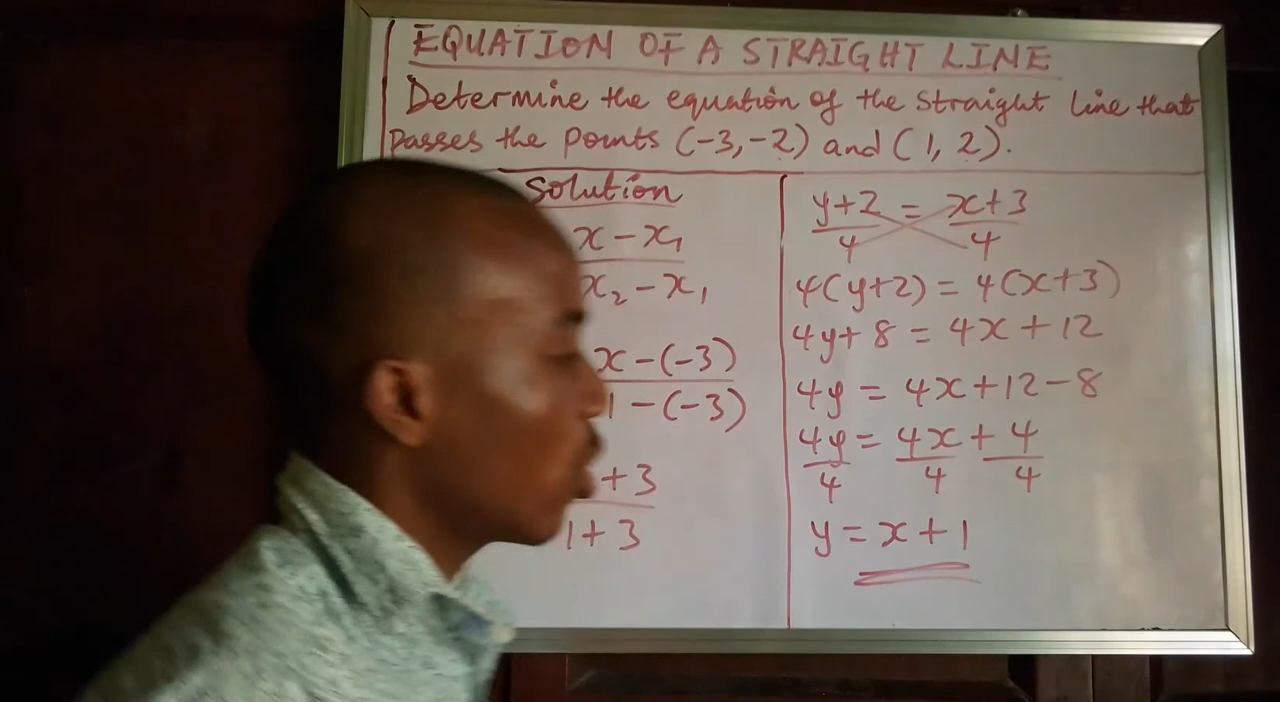 EQUATION OF A STRAIGHT LINE
Determine the equation of the straight line that
passes the points (-3,-2) and (1, 2).
Solution
x - x₁
x₂ - x₁
x - (-3)
1 - (-3)
+ 3
1 + 3
y+2 = x+3
4 4
4(y+2) = 4(x+3)
4y + 8 = 4x + 12
4y = 4x + 12 - 8
4y = 4x + 4
4 4 4
y = x + 1